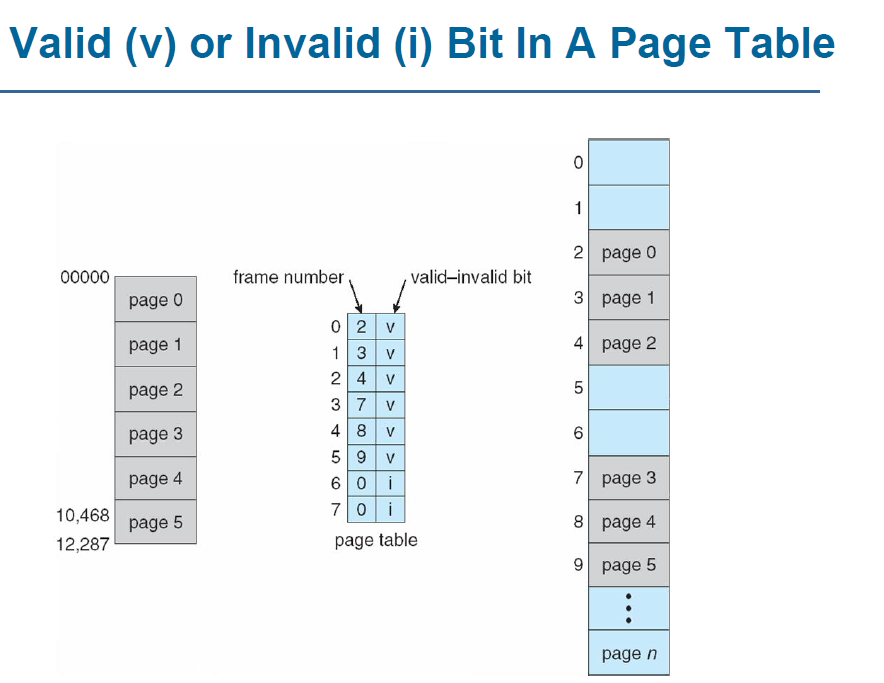 Valid (v) or Invalid (i) Bit In A Page Table
00000
page 0
page 1
page 2
page 3
page 4
10,468
page 5
12,287
frame number
valid–invalid bit
0 2 v
1 3 v
2 4 v
3 7 v
4 8 v
5 9 v
6 0 i
7 0 i
page table
0
1
2 page 0
3 page 1
4 page 2
5
6
7 page 3
8 page 4
9 page 5
page n